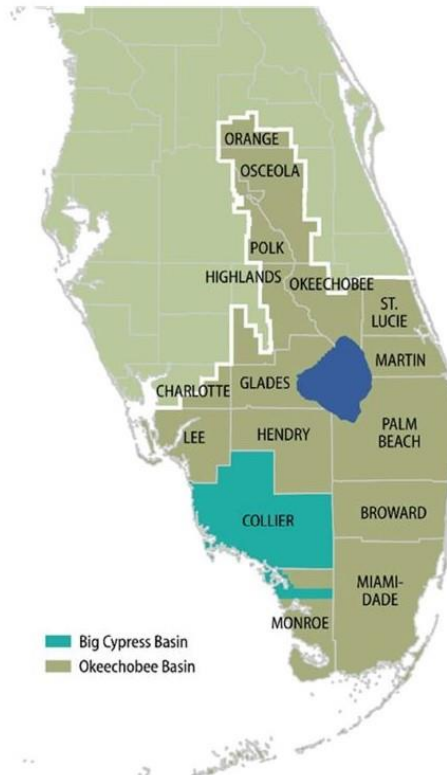 ORANGE
OSCEOLA
POLK
HIGHLANDS
OKEECHOBEE
ST.
LUCIE
MARTIN
CHARLOTTE
GLADES
LEE
HENDRY
PALM
BEACH
COLLIER
BROWARD
MIAMI-
DADE
MONROE
Big Cypress Basin
Okeechobee Basin